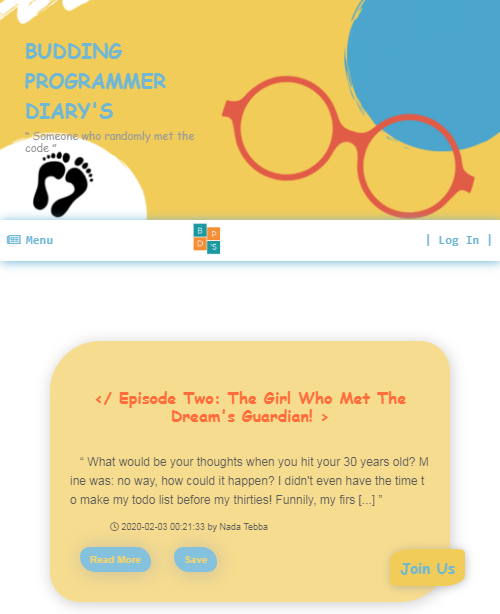 BUDDING
PROGRAMMER
DIARY'S
“ Someone who randomly met the
code ”
Menu
B P
D 'S
| Log In |
</ Episode Two: The Girl Who Met The
Dream's Guardian! >
“ What would be your thoughts when you hit your 30 years old? M
ine was: no way, how could it happen? I didn't even have the time t
o make my todo list before my thirties! Funnily, my firs [...] ”
2020-02-03 00:21:33 by Nada Tebba
Read More
Save
Join Us